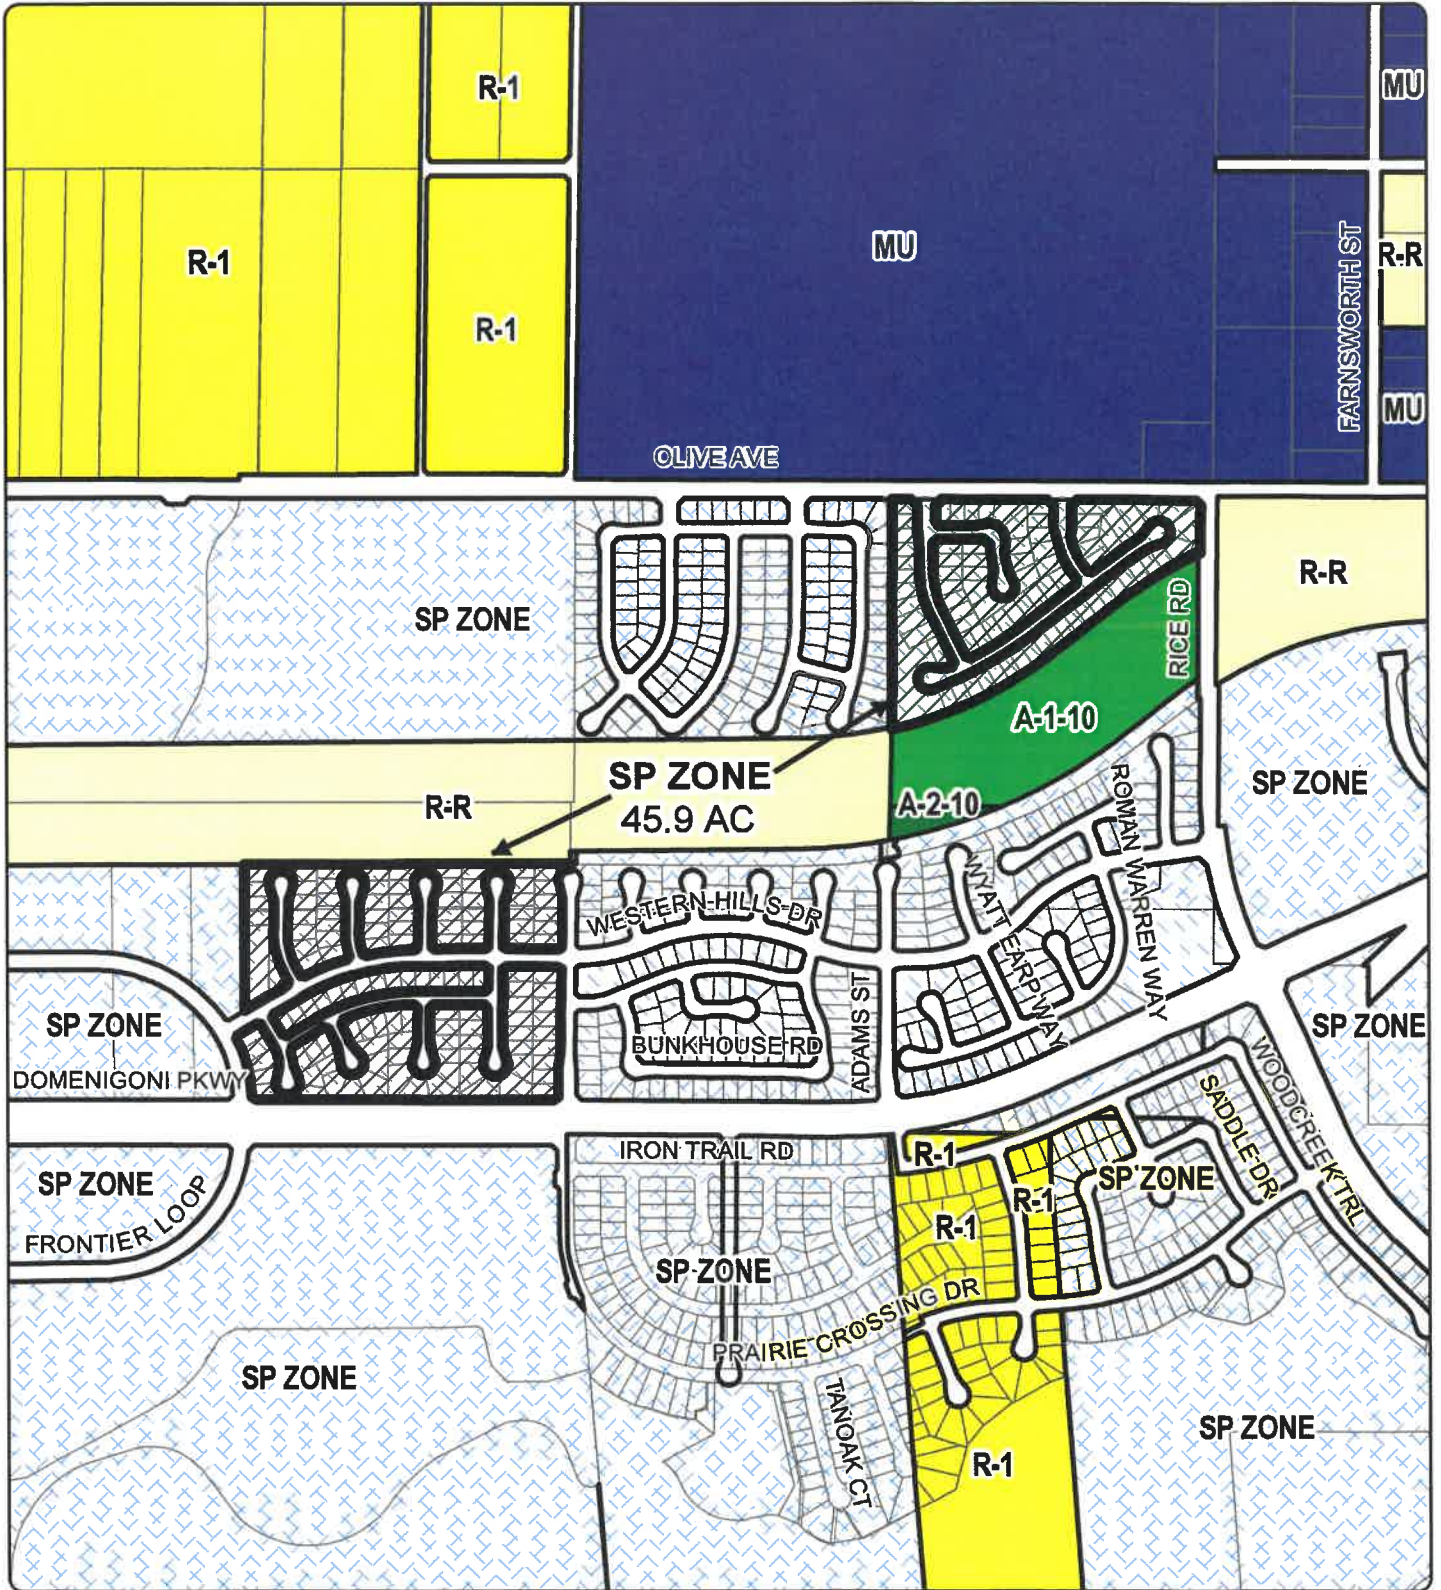 R-1
MU
MU
R-1
R-R
R-1
FARNSWORTH ST
MU
OLIVE AVE
SP ZONE
R-R
RICE RD
A-1-10
SP ZONE
45.9 AC
R-R
A-2-10
SP ZONE
ROMAN WARREN WAY
WYATT EARP WAY
WESTERN HILLS DR
ADAMS ST
BUNKHOUSE RD
SP ZONE
DOMENIGONI PKWY
SP ZONE
WOODCREEK TRL
SADDLE DR
IRON TRAIL RD
R-1
SP ZONE
R-1
SP ZONE
FRONTIER LOOP
R-1
SP ZONE
PRAIRIE CROSSING DR
SP ZONE
TANOAK CT
R-1
SP ZONE